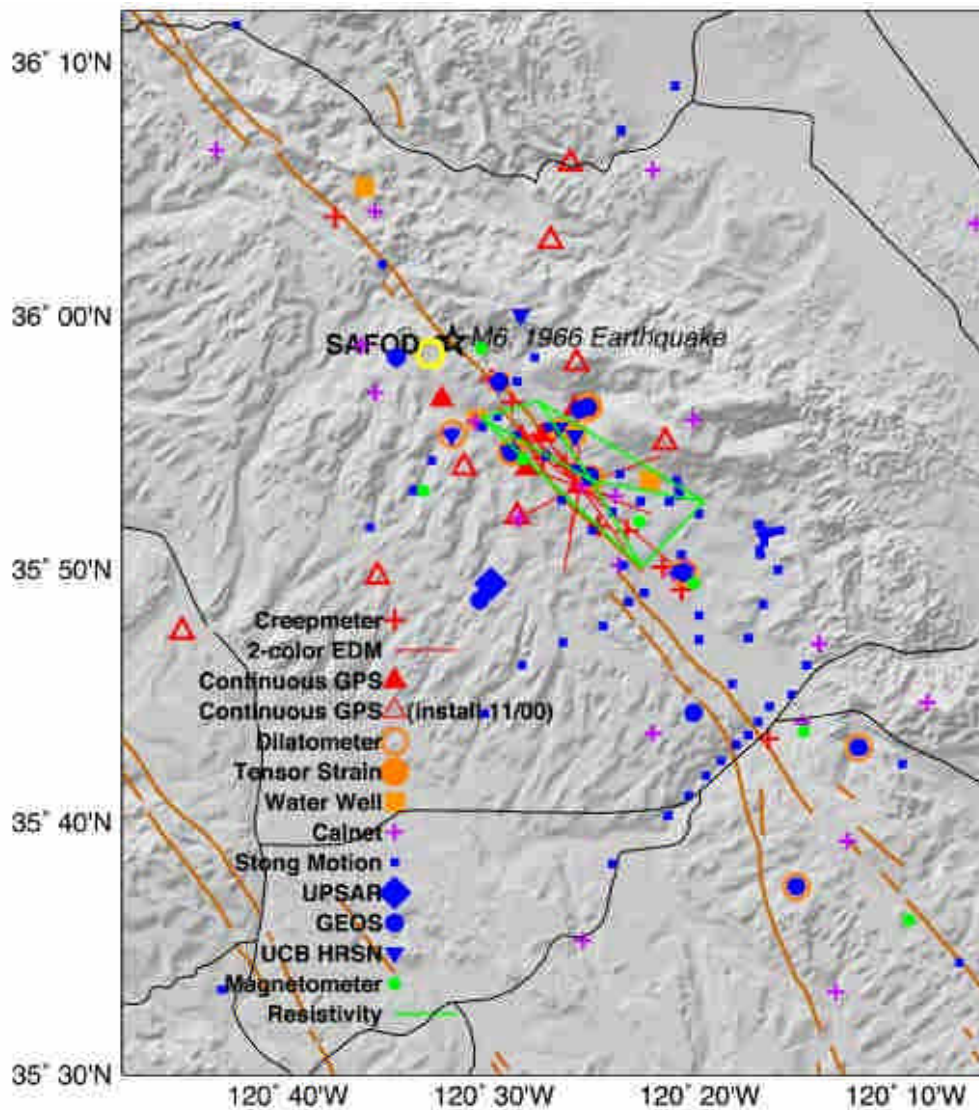 36° 10'N
36° 00'N
SAFOD
M6, 1966 Earthquake
35° 50'N
Creepmeter
2-color EDM
Continuous GPS
Continuous GPS (install 11/00)
Dilatometer
Tensor Strain
Water Well
35° 40'N
Calnet
Stong Motion
UPSAR
GEOS
UCB HRSN
Magnetometer
Resistivity
35° 30'N
120° 40'W
120° 30'W
120° 20'W
120° 10'W